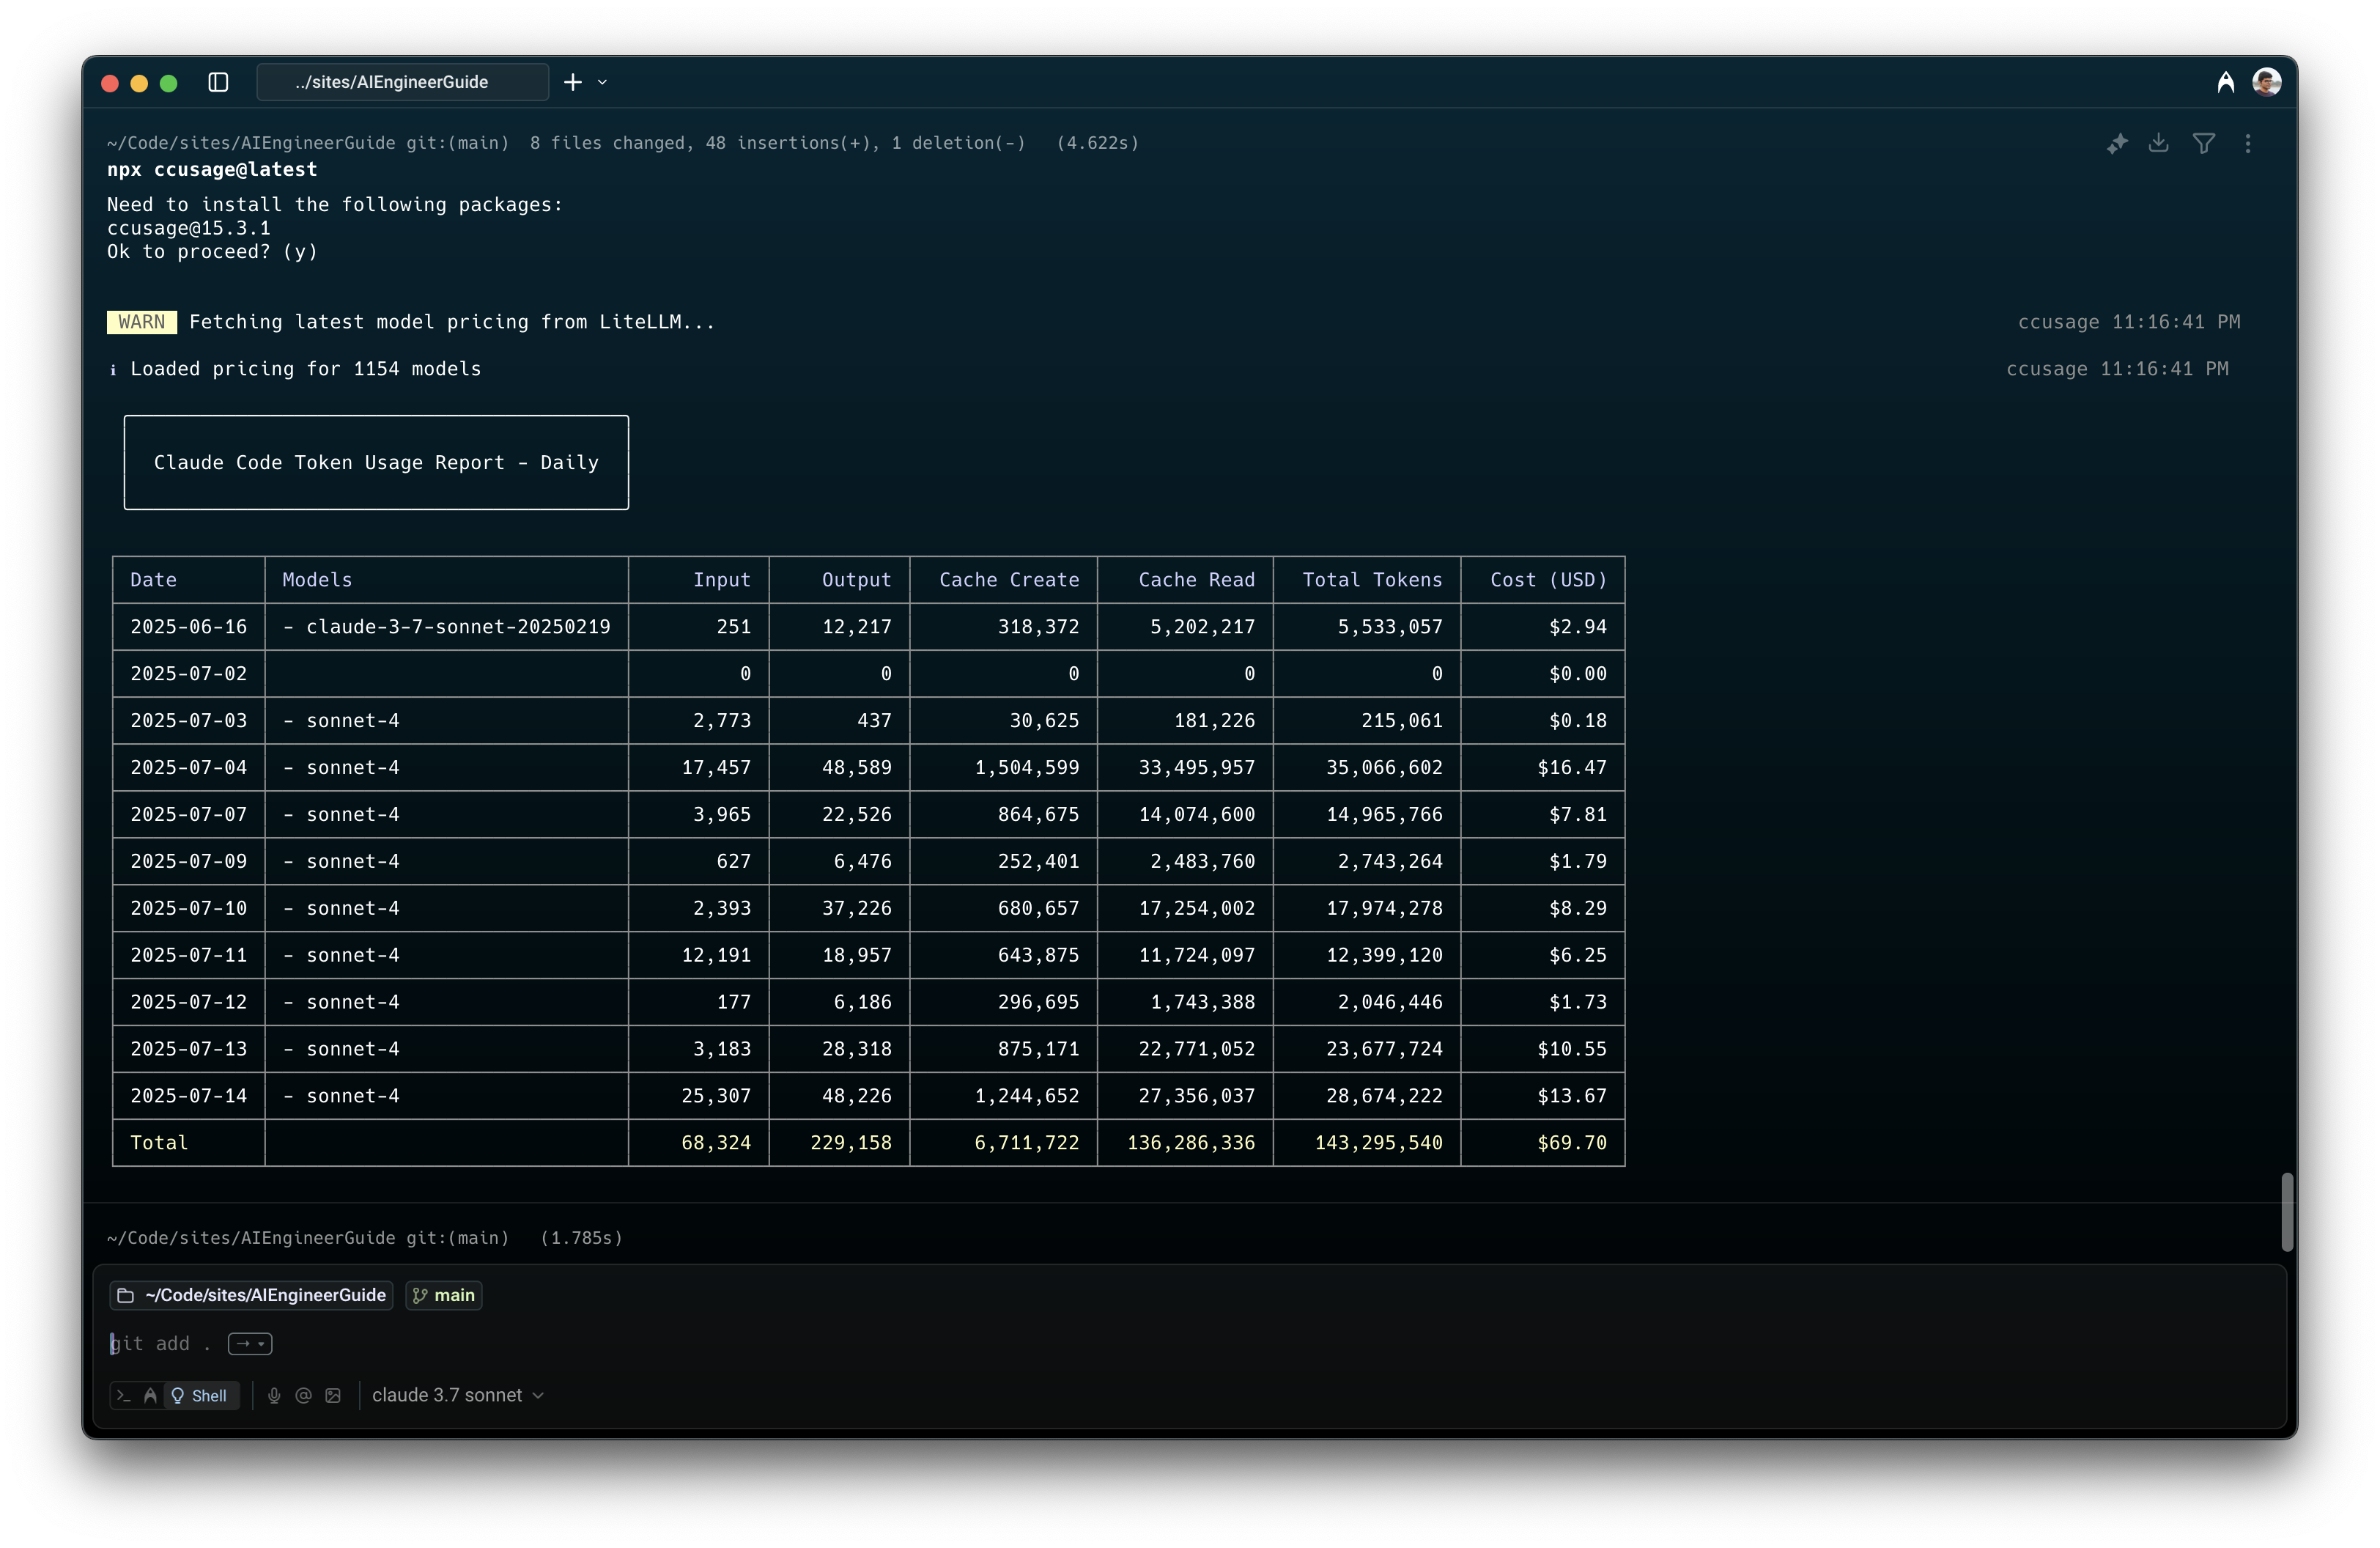 ../sites/AIEngineerGuide
~/Code/sites/AIEngineerGuide git:(main)  8 files changed, 48 insertions(+), 1 deletion(-)  (4.622s)
npx ccusage@latest
Need to install the following packages:
ccusage@15.3.1
Ok to proceed? (y)
WARN Fetching latest model pricing from LiteLLM... ccusage 11:16:41 PM
i Loaded pricing for 1154 models ccusage 11:16:41 PM
Claude Code Token Usage Report - Daily
Date Models Input Output Cache Create Cache Read Total Tokens Cost (USD)
2025-06-16 - claude-3-7-sonnet-20250219 251 12,217 318,372 5,202,217 5,533,057 $2.94
2025-07-02 0 0 0 0 0 $0.00
2025-07-03 - sonnet-4 2,773 437 30,625 181,226 215,061 $0.18
2025-07-04 - sonnet-4 17,457 48,589 1,504,599 33,495,957 35,066,602 $16.47
2025-07-07 - sonnet-4 3,965 22,526 864,675 14,074,600 14,965,766 $7.81
2025-07-09 - sonnet-4 627 6,476 252,401 2,483,760 2,743,264 $1.79
2025-07-10 - sonnet-4 2,393 37,226 680,657 17,254,002 17,974,278 $8.29
2025-07-11 - sonnet-4 12,191 18,957 643,875 11,724,097 12,399,120 $6.25
2025-07-12 - sonnet-4 177 6,186 296,695 1,743,388 2,046,446 $1.73
2025-07-13 - sonnet-4 3,183 28,318 875,171 22,771,052 23,677,724 $10.55
2025-07-14 - sonnet-4 25,307 48,226 1,244,652 27,356,037 28,674,222 $13.67
Total 68,324 229,158 6,711,722 136,286,336 143,295,540 $69.70
~/Code/sites/AIEngineerGuide git:(main)  (1.785s)
~/Code/sites/AIEngineerGuide main
git add .
Shell claude 3.7 sonnet